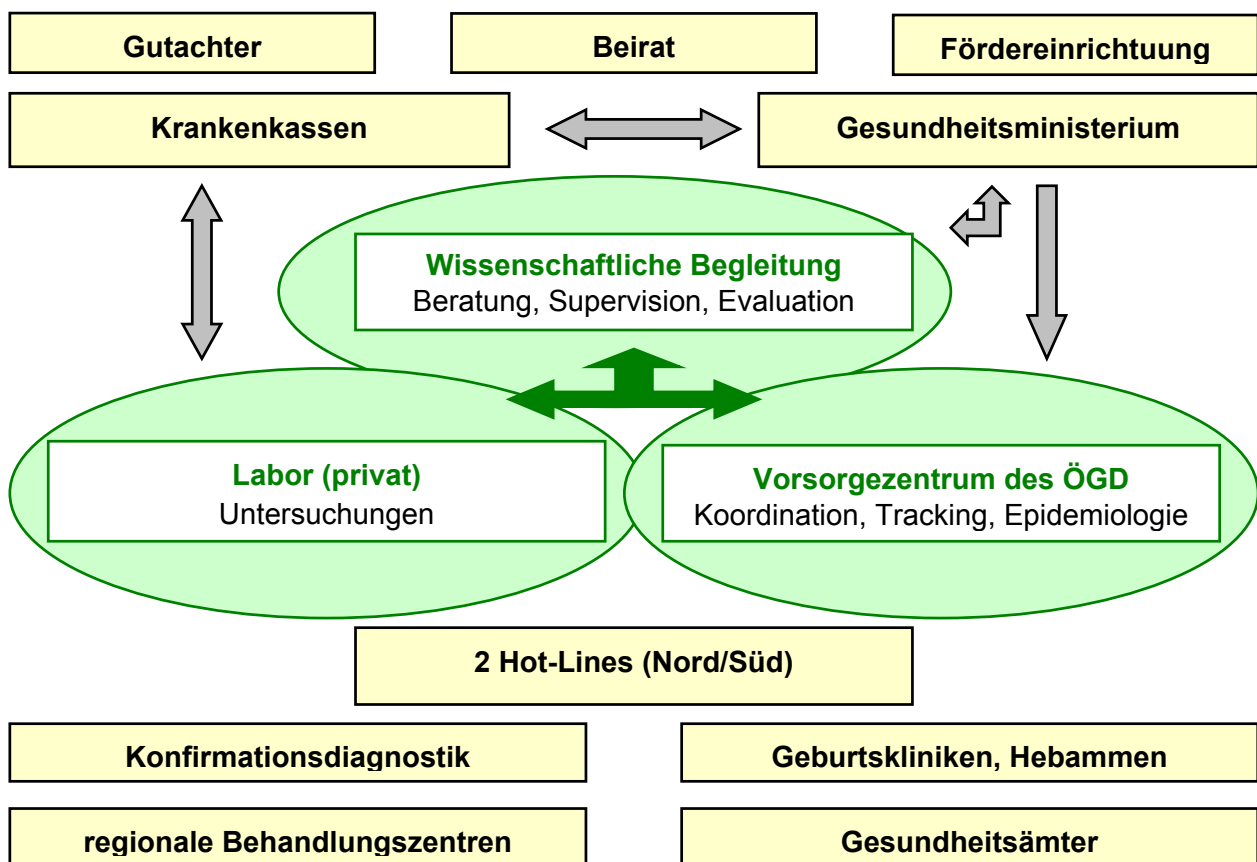 Gutachter
Beirat
Fördereinrichtuung
Krankenkassen
Gesundheitsministerium
Wissenschaftliche Begleitung
Beratung, Supervision, Evaluation
Labor (privat)
Untersuchungen
Vorsorgezentrum des ÖGD
Koordination, Tracking, Epidemiologie
2 Hot-Lines (Nord/Süd)
Konfirmationsdiagnostik
Geburtskliniken, Hebammen
regionale Behandlungszentren
Gesundheitsämter